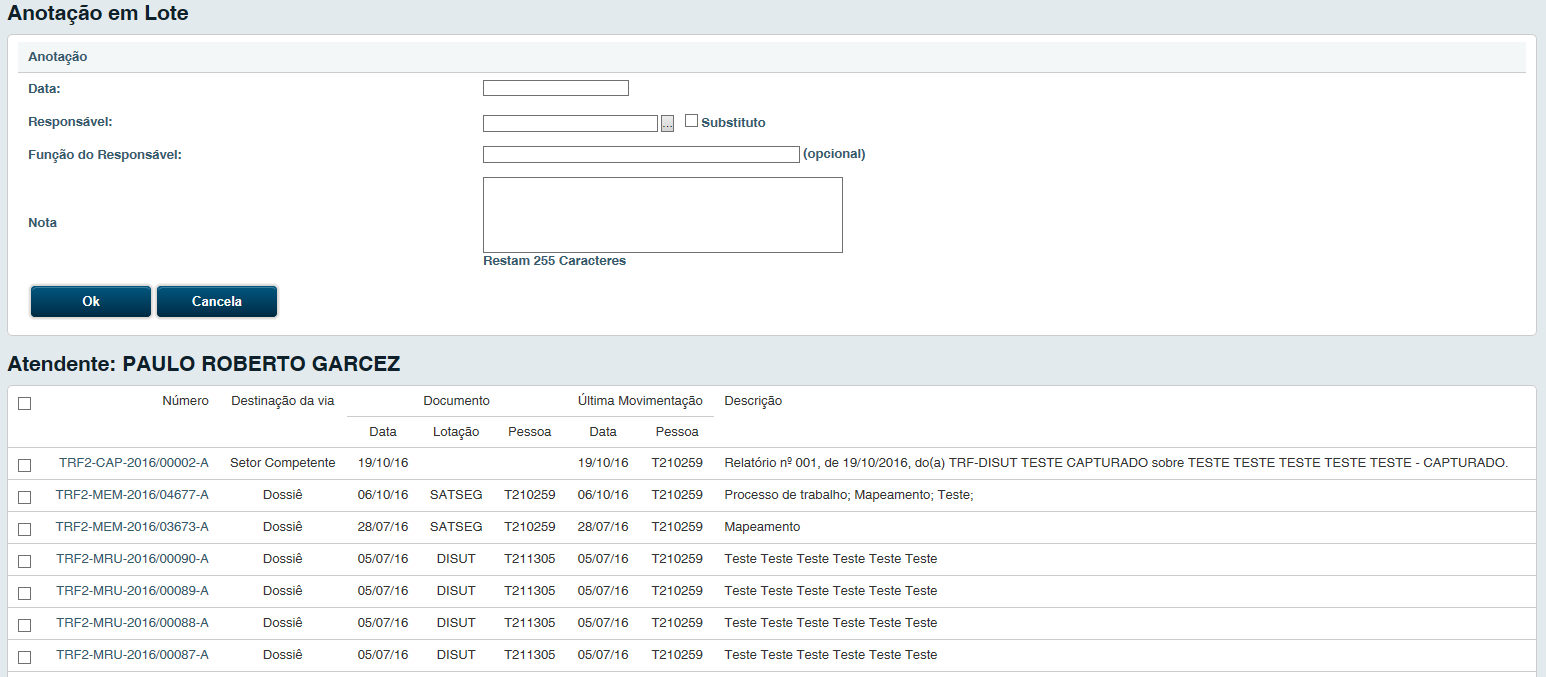 Anotação em Lote
Anotação
Data:
Responsável: ... Substituto
Função do Responsável: (opcional)
Nota
Restam 255 Caracteres
Ok Cancela
Atendente: PAULO ROBERTO GARCEZ
Número Destinação da via Documento Última Movimentação Descrição
Data Lotação Pessoa Data Pessoa
TRF2-CAP-2016/00002-A Setor Competente 19/10/16 19/10/16 T210259 Relatório nº 001, de 19/10/2016, do(a) TRF-DISUT TESTE CAPTURADO sobre TESTE TESTE TESTE TESTE TESTE - CAPTURADO.
TRF2-MEM-2016/04677-A Dossiê 06/10/16 SATSEG T210259 06/10/16 T210259 Processo de trabalho; Mapeamento; Teste;
TRF2-MEM-2016/03673-A Dossiê 28/07/16 SATSEG T210259 28/07/16 T210259 Mapeamento
TRF2-MRU-2016/00090-A Dossiê 05/07/16 DISUT T211305 05/07/16 T210259 Teste Teste Teste Teste Teste Teste
TRF2-MRU-2016/00089-A Dossiê 05/07/16 DISUT T211305 05/07/16 T210259 Teste Teste Teste Teste Teste Teste
TRF2-MRU-2016/00088-A Dossiê 05/07/16 DISUT T211305 05/07/16 T210259 Teste Teste Teste Teste Teste Teste
TRF2-MRU-2016/00087-A Dossiê 05/07/16 DISUT T211305 05/07/16 T210259 Teste Teste Teste Teste Teste Teste